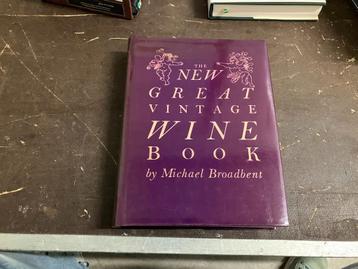 THE
NEW
GREAT
VINTAGE
WINE
BOOK
by Michael Broadbent